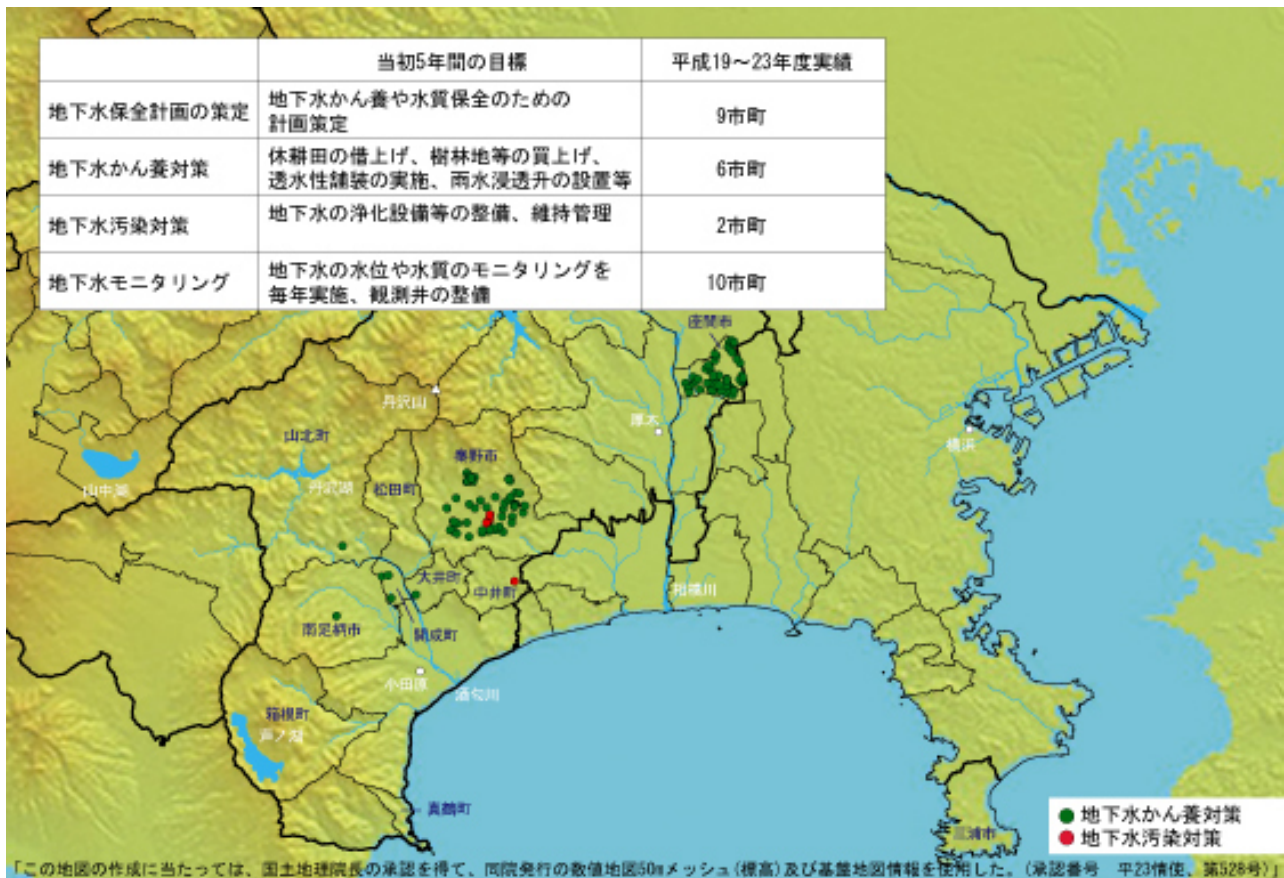 当初5年間の目標
平成19～23年度実績
地下水保全計画の策定
地下水かん養や水質保全のための
計画策定
9市町
地下水かん養対策
休耕田の借上げ、樹林地等の買上げ、
透水性舗装の実施、雨水浸透升の設置等
6市町
地下水汚染対策
地下水の浄化設備等の整備、維持管理
2市町
地下水モニタリング
地下水の水位や水質のモニタリングを
毎年実施、観測井の整備
10市町
座間市
丹沢山
厚木
横浜
山北町
秦野市
山中湖
丹沢湖
松田町
大井町
中井町
相模川
南足柄市
開成町
小田原
酒匂川
箱根町
芦ノ湖
真鶴町
三浦市
地下水かん養対策
地下水汚染対策
「この地図の作成に当たっては、国土地理院長の承認を得て、同院発行の数値地図50mメッシュ(標高)及び基盤地図情報を使用した。(承認番号　平23情使、第528号)」